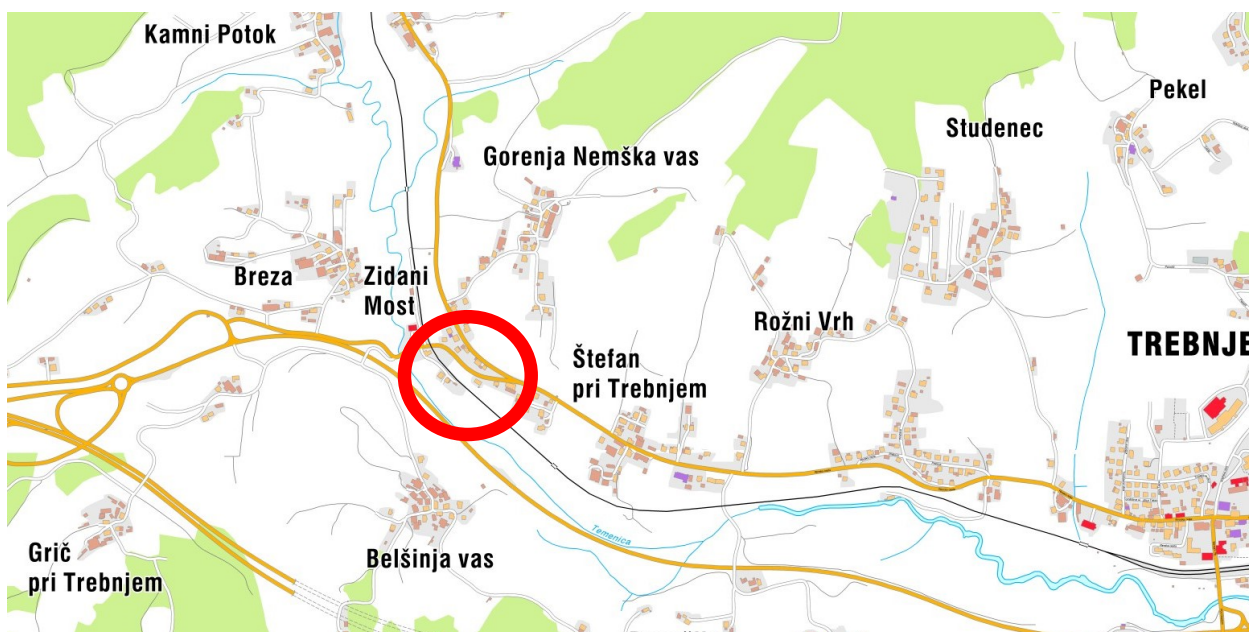 Kamni Potok
Pekel
Studenec
Gorenja Nemška vas
Breza
Zidani
Most
Rožni Vrh
TREBNJE
Štefan
pri Trebnjem
Temenica
Grič
pri Trebnjem
Belšinja vas